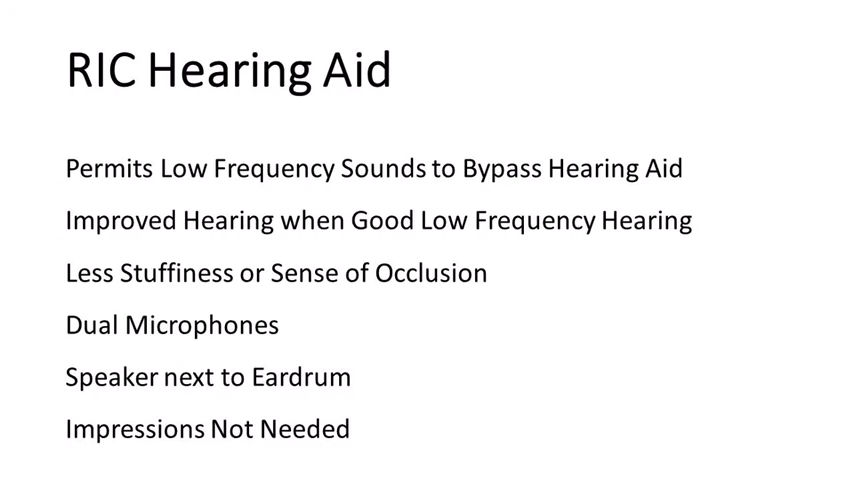 RIC Hearing Aid
Permits Low Frequency Sounds to Bypass Hearing Aid
Improved Hearing when Good Low Frequency Hearing
Less Stuffiness or Sense of Occlusion
Dual Microphones
Speaker next to Eardrum
Impressions Not Needed